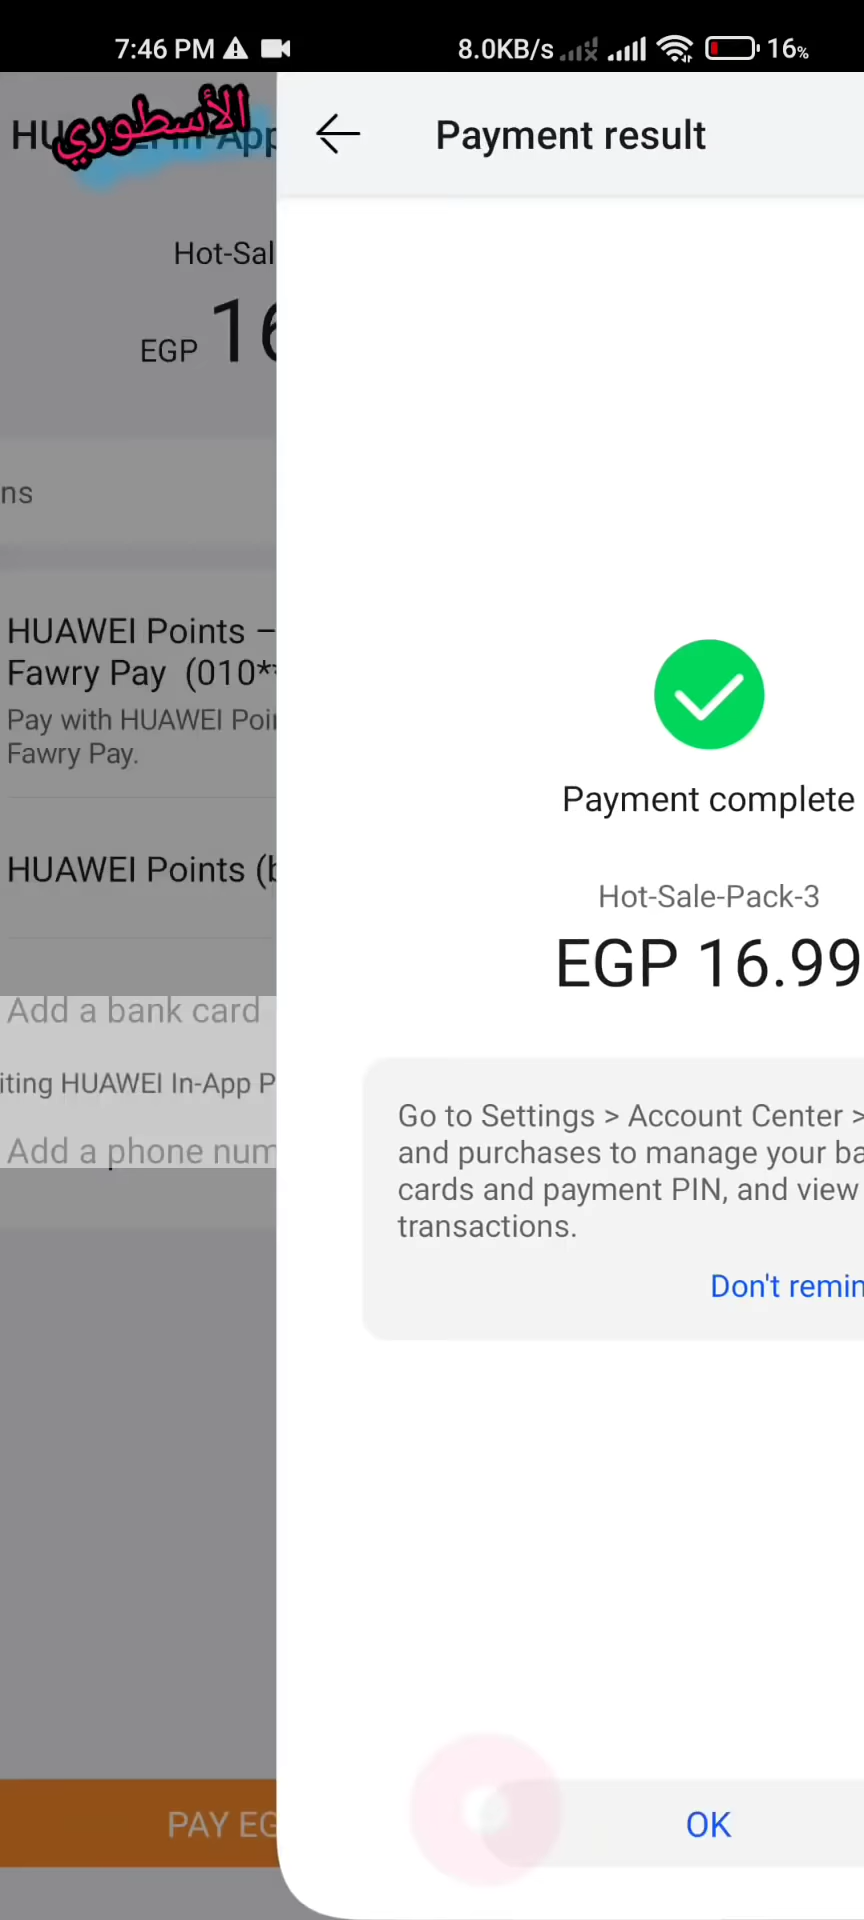 7:46 PM
8.0KB/s
16%
الأسطوري
Payment result
Hot-Sal
EGP 16
ns
HUAWEI Points –
Fawry Pay (010*
Pay with HUAWEI Poi
Fawry Pay.
HUAWEI Points (
Add a bank card
iting HUAWEI In-App P
Add a phone num
PAY EG
Payment complete
Hot-Sale-Pack-3
EGP 16.99
Go to Settings > Account Center >
and purchases to manage your ba
cards and payment PIN, and view
transactions.
Don't remin
OK